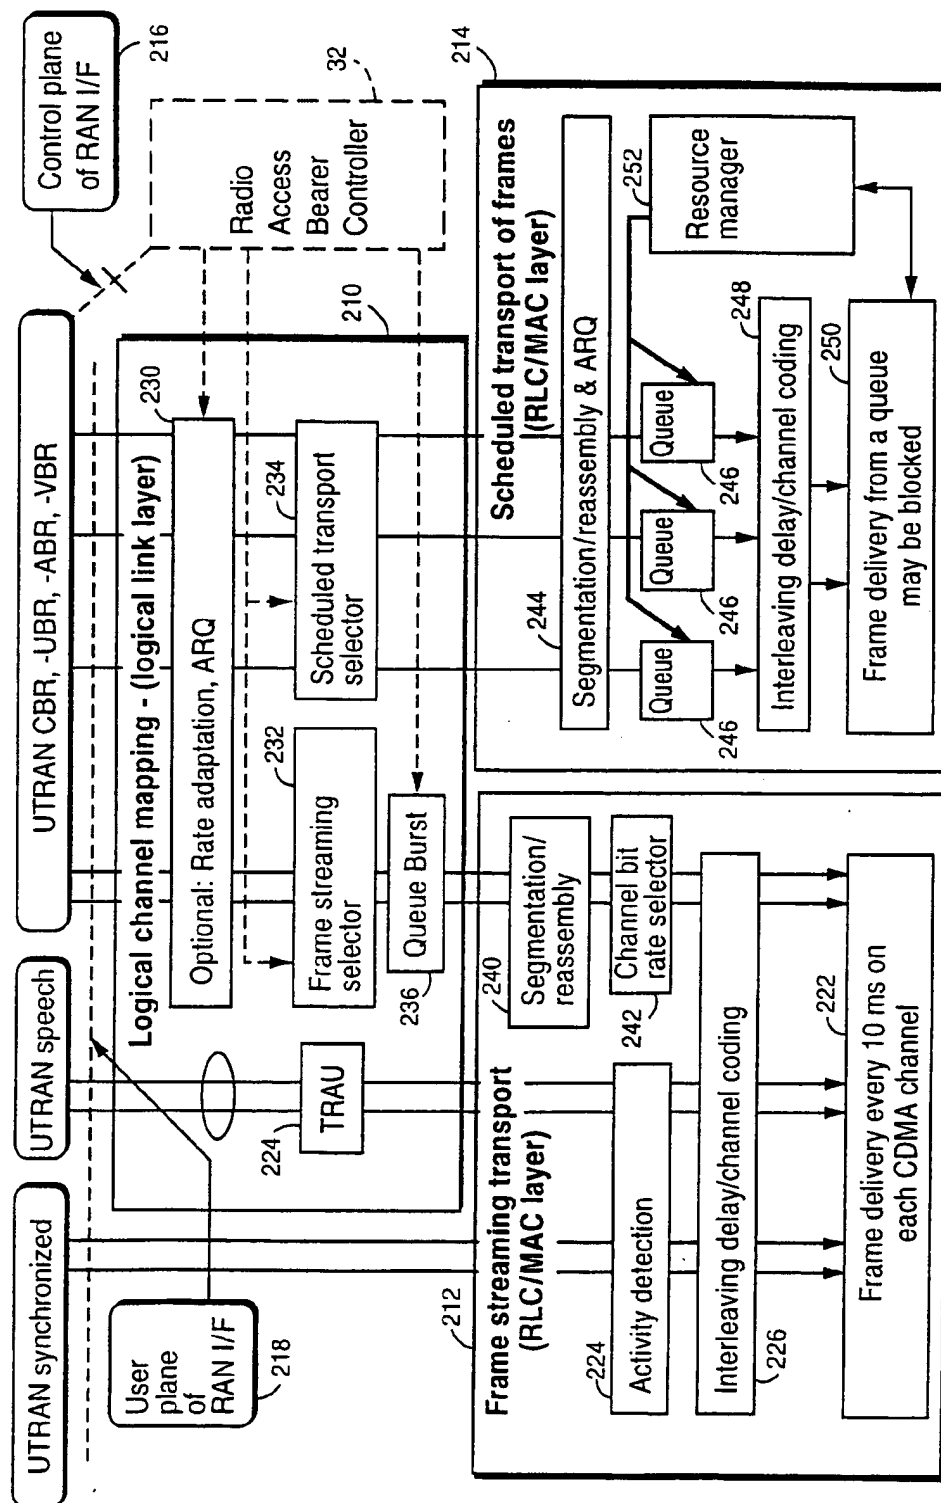 UTRAN synchronized
UTRAN speech
UTRAN CBR, -UBR, -ABR, -VBR
Control plane
of RAN I/F
216
User
plane
of
RAN I/F
218
32
Radio
Access
Bearer
Controller
210
Logical channel mapping - (logical link layer)
230
Optional: Rate adaptation, ARQ
224
TRAU
232
Frame streaming
selector
234
Scheduled transport
selector
236
Queue Burst
212
Frame streaming transport
(RLC/MAC layer)
224
Activity detection
240
Segmentation/
reassembly
242
Channel bit
rate selector
Interleaving delay/channel coding
226
222
Frame delivery every 10 ms on
each CDMA channel
214
Scheduled transport of frames
(RLC/MAC layer)
244
Segmentation/reassembly & ARQ
252
Resource
manager
Queue
246
Queue
246
Queue
246
248
Interleaving delay/channel coding
250
Frame delivery from a queue
may be blocked